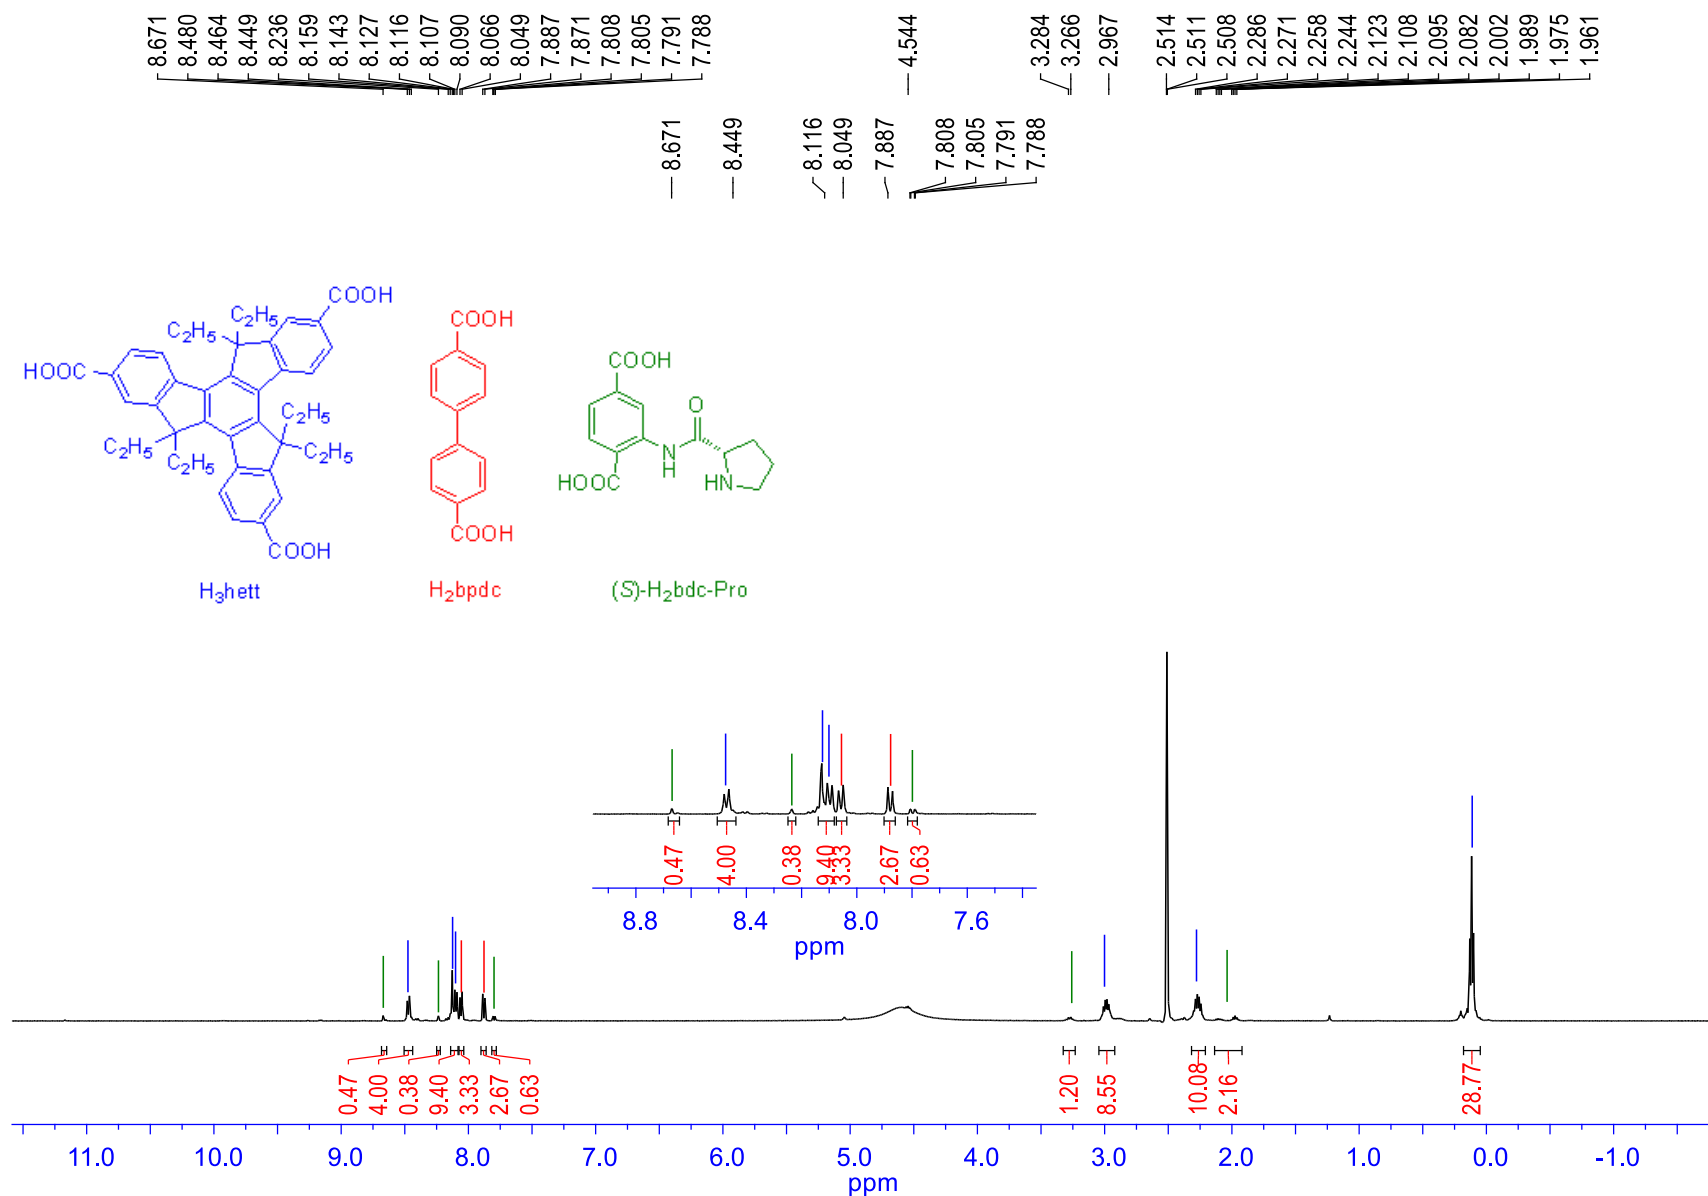 8.671 8.480 8.464 8.449 8.236 8.159 8.143 8.127 8.116 8.107 8.090 8.066 8.049 7.887 7.871 7.808 7.805 7.791 7.788 4.544 3.284 3.266 2.967 2.514 2.511 2.508 2.286 2.271 2.258 2.244 2.123 2.108 2.095 2.082 2.002 1.989 1.975 1.961
8.671 8.449 8.116 8.049 7.887 7.808 7.805 7.791 7.788
COOH
C₂H₅
C₂H₅
HOOC
C₂H₅
C₂H₅
C₂H₅
C₂H₅
COOH
H₃hett
COOH
COOH
H₂bpdc
COOH
O
N
H
HN
HOOC
(S)-H₂bdc-Pro
0.47 4.00 0.38 9.40 3.33 2.67 0.63
8.8 8.4 8.0 7.6
ppm
0.47 4.00 0.38 9.40 3.33 2.67 0.63 1.20 8.55 10.08 2.16 28.77
11.0 10.0 9.0 8.0 7.0 6.0 5.0 4.0 3.0 2.0 1.0 0.0 -1.0
ppm